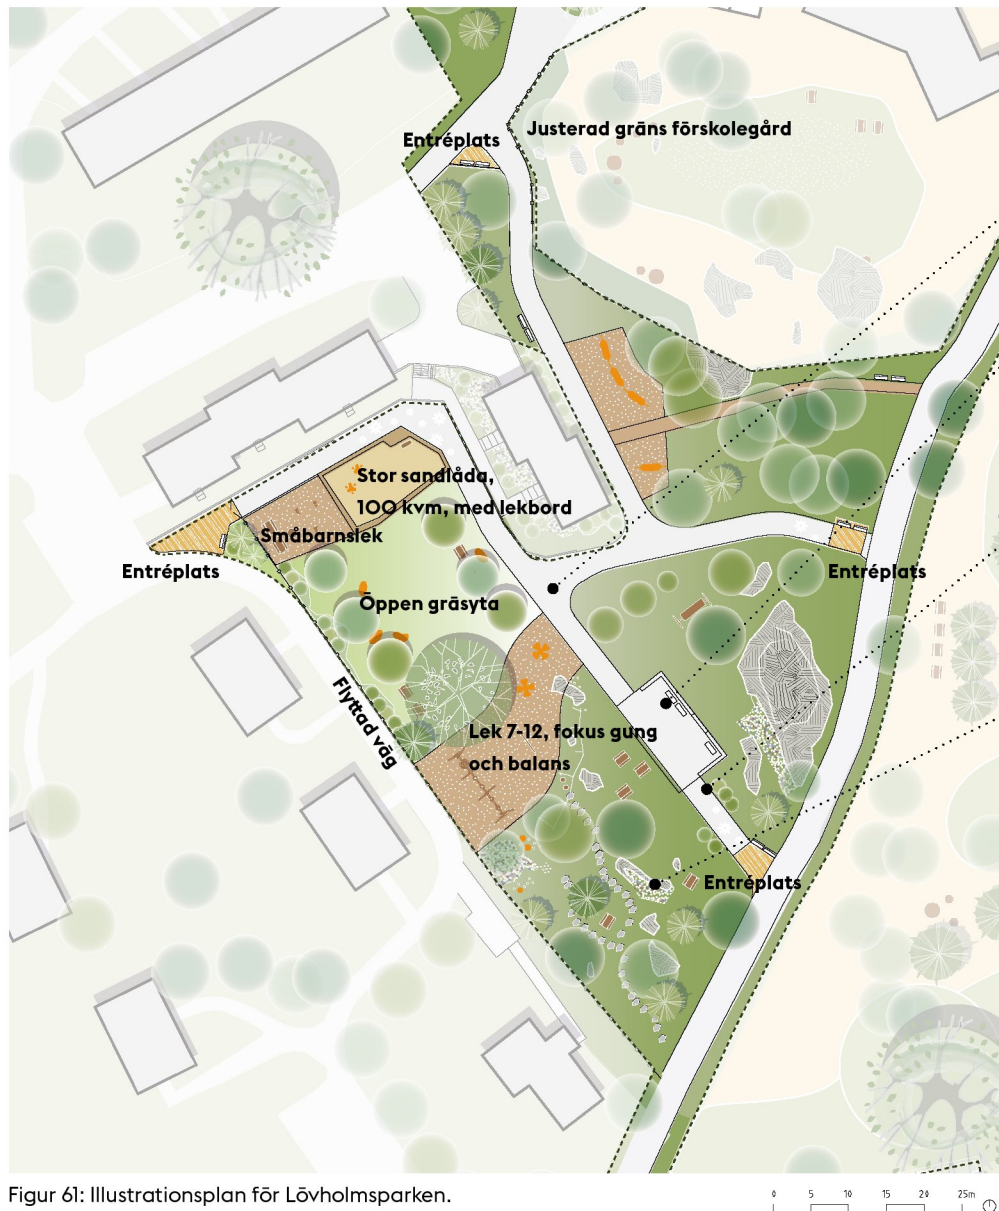 Entréplats
Justerad gräns förskolegård
Stor sandlåda,
100 kvm, med lekbord
Småbarnslek
Entréplats
Entréplats
Öppen gräsyta
Flyttad väg
Lek 7-12, fokus gung
och balans
Entréplats
Figur 61: Illustrationsplan för Lövholmsparken.
0 5 10 15 20 25m